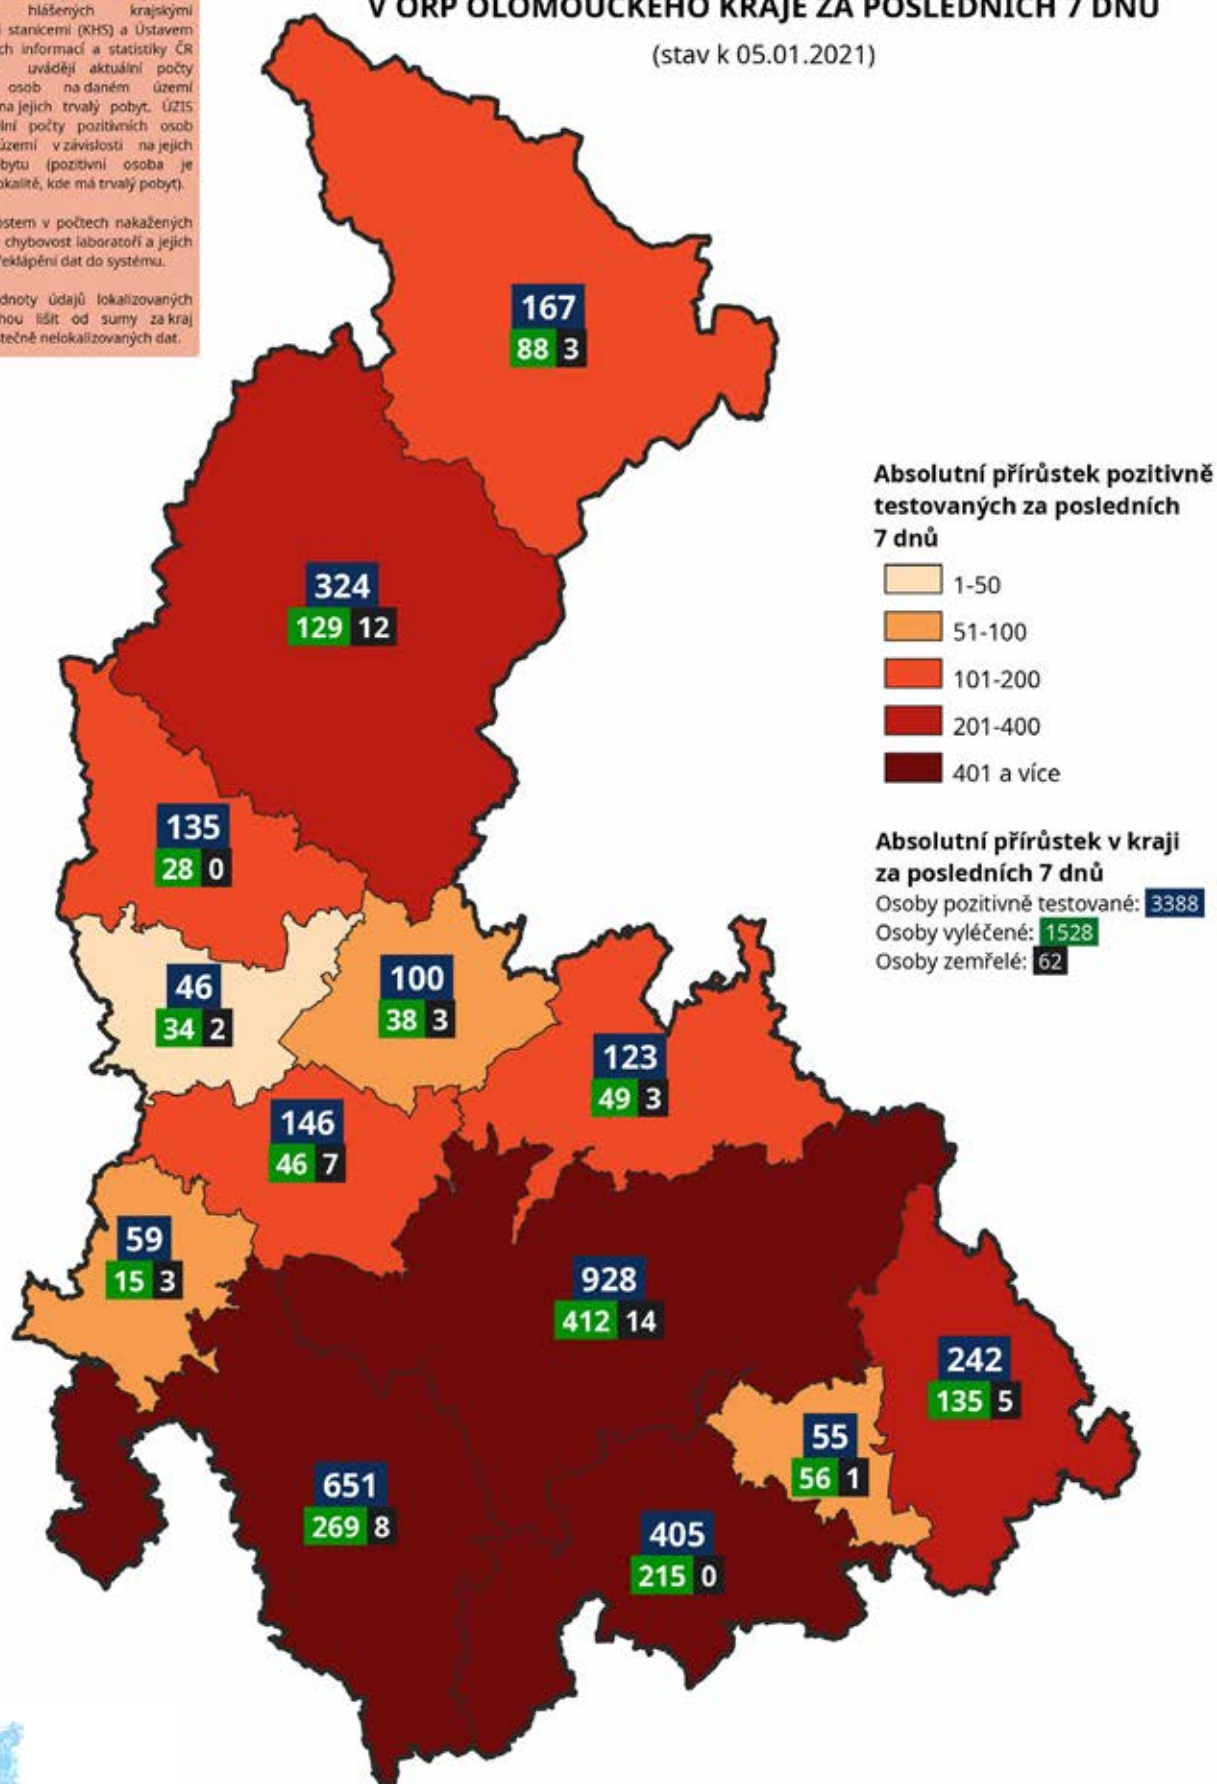 hlášených krajskými
stanicemi (KHS) a Ústavem
informací a statistiky ČR
uvádějí aktuální počty
osob na daném území
na jejich trvalý pobyt. ÚZIS
počty pozitivních osob
území v závislosti na jejich
(pozitivní osoba je
kde má trvalý pobyt).
v počtech nakažených
chybovost laboratoří a jejich
dat do systému.
údajů lokalizovaných
lišit od sumy za kraj
nelokalizovaných dat.
V ORP OLOMOUCKÉHO KRAJE ZA POSLEDNÍCH 7 DNŮ
(stav k 05.01.2021)
167
88 3
324
129 12
Absolutní přírůstek pozitivně
testovaných za posledních
7 dnů
1-50
51-100
101-200
201-400
401 a více
Absolutní přírůstek v kraji
za posledních 7 dnů
Osoby pozitivně testované: 3388
Osoby vyléčené: 1528
Osoby zemřelé: 62
135
28 0
46
34 2
100
38 3
123
49 3
146
46 7
59
15 3
928
412 14
242
135 5
55
56 1
651
269 8
405
215 0